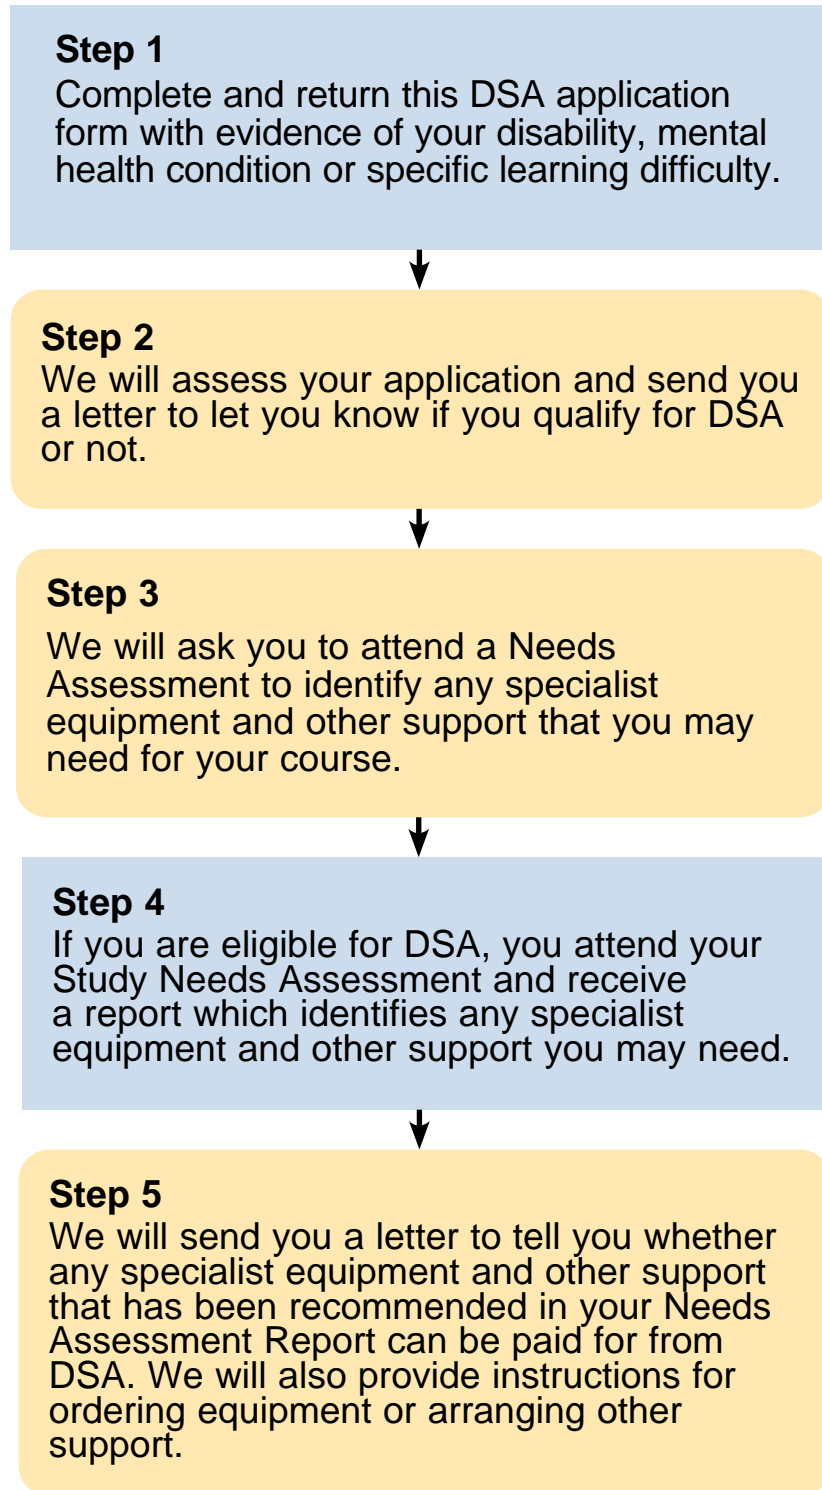 Step 1
Complete and return this DSA application
form with evidence of your disability, mental
health condition or specific learning difficulty.
Step 2
We will assess your application and send you
a letter to let you know if you qualify for DSA
or not.
Step 3
We will ask you to attend a Needs
Assessment to identify any specialist
equipment and other support that you may
need for your course.
Step 4
If you are eligible for DSA, you attend your
Study Needs Assessment and receive
a report which identifies any specialist
equipment and other support you may need.
Step 5
We will send you a letter to tell you whether
any specialist equipment and other support
that has been recommended in your Needs
Assessment Report can be paid for from
DSA. We will also provide instructions for
ordering equipment or arranging other
support.